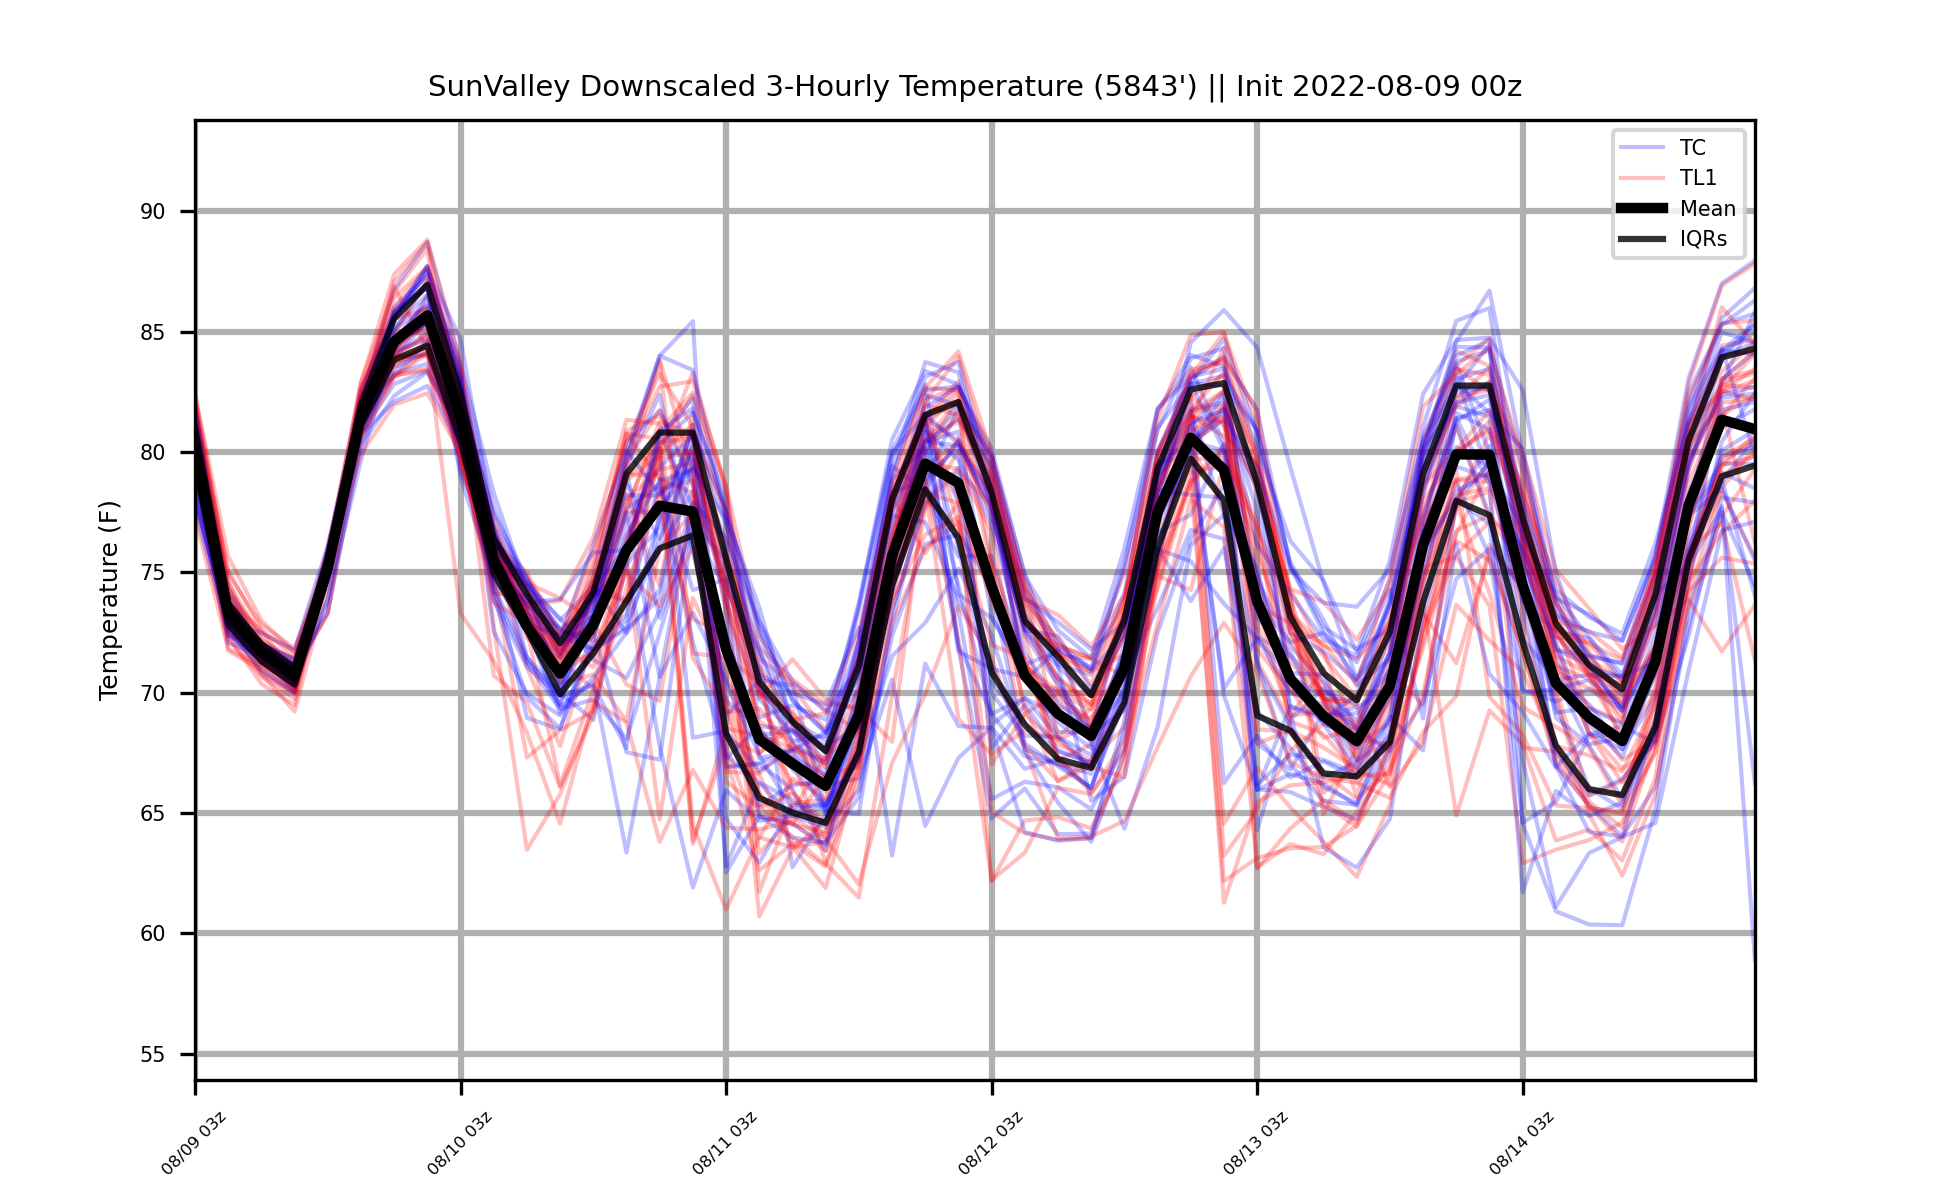 SunValley Downscaled 3-Hourly Temperature (5843') || Init 2022-08-09 00z
TC
TL1
Mean
IQRs
Temperature (F)
90
85
80
75
70
65
60
55
08/09 03z
08/10 03z
08/11 03z
08/12 03z
08/13 03z
08/14 03z